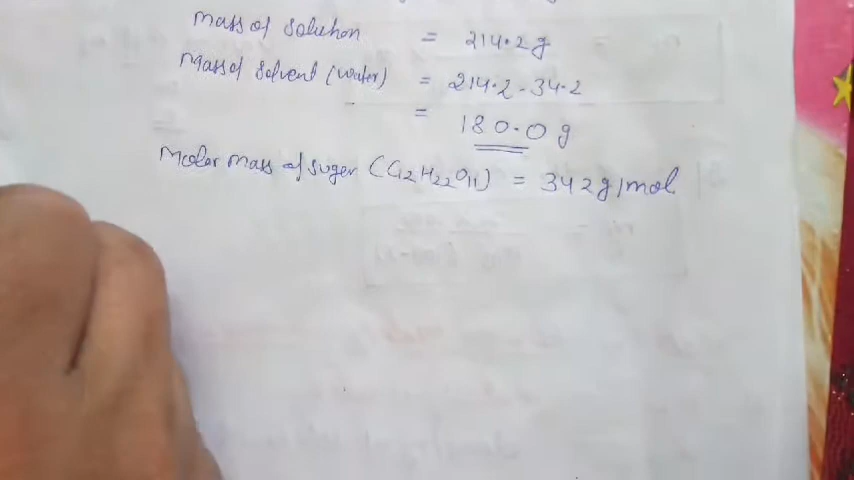 Mass of Solution = 214.2 g
Mass of Solvent (water) = 214.2 - 34.2
= 180.0 g
Molar mass of suger (C12H22O11) = 342 g/mol